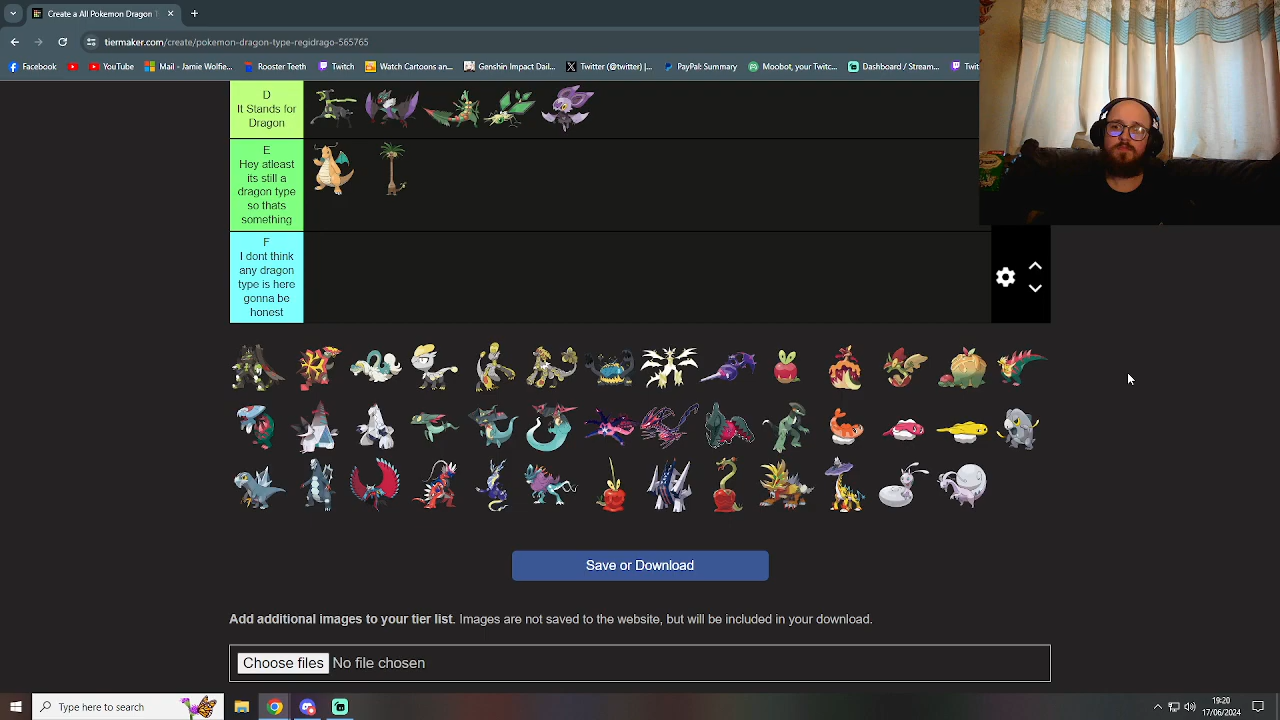 Create a All Pokemon Dragon T
tiermaker.com/create/pokemon-dragon-type-regidrago-565765
Facebook
YouTube
Mail - Jamie Wolfie...
Rooster Teeth
Twitch
Watch Cartoons an...
Genshin Impact Dail...
Twitter (@twitter) |...
PayPal Summary
Moobot, your Twitc...
Dashboard / Stream...
Twit
D
It Stands for
Dragon
E
Hey atleast
its still a
dragon type
so thats
something
F
I dont think
any dragon
type is here
gonna be
honest
Save or Download
Add additional images to your tier list. Images are not saved to the website, but will be included in your download.
Choose files No file chosen
Type here to search
19:20
17/06/2024